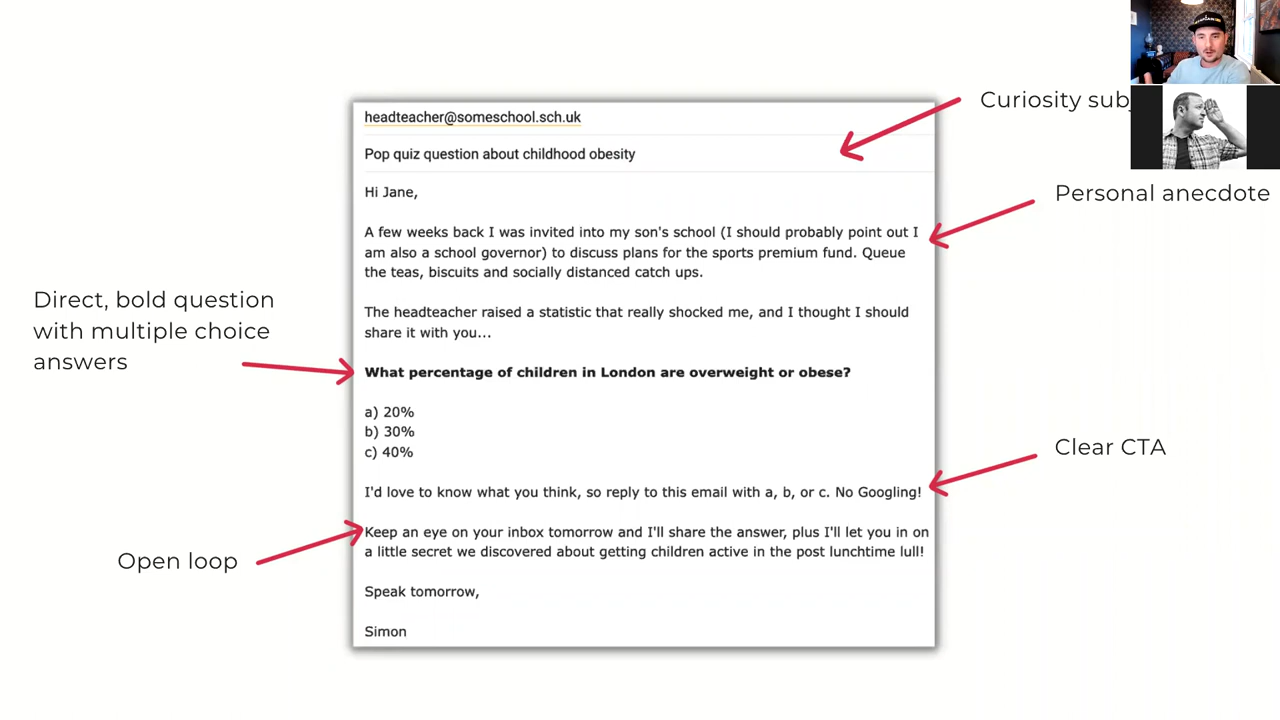 Curiosity
headteacher@someschool.sch.uk
Pop quiz question about childhood obesity
Hi Jane,
Personal anecdote
A few weeks back I was invited into my son's school (I should probably point out I
am also a school governor) to discuss plans for the sports premium fund. Queue
the teas, biscuits and socially distanced catch ups.
Direct, bold question
with multiple choice
answers
The headteacher raised a statistic that really shocked me, and I thought I should
share it with you...
What percentage of children in London are overweight or obese?
a) 20%
b) 30%
c) 40%
Clear CTA
I'd love to know what you think, so reply to this email with a, b, or c. No Googling!
Open loop
Keep an eye on your inbox tomorrow and I'll share the answer, plus I'll let you in on
a little secret we discovered about getting children active in the post lunchtime lull!
Speak tomorrow,
Simon